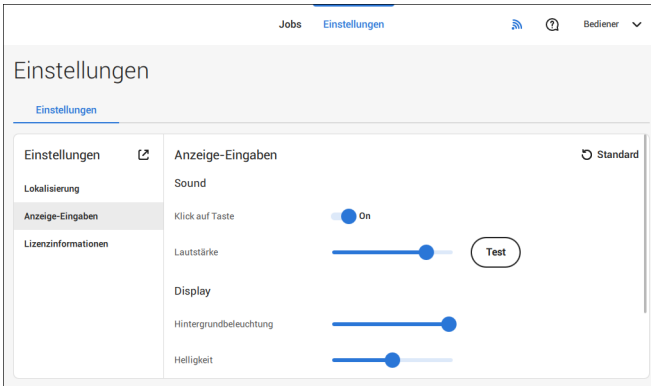 Jobs Einstellungen Bediener
Einstellungen
Einstellungen
Einstellungen
Lokalisierung
Anzeige-Eingaben
Lizenzinformationen
Anzeige-Eingaben Standard
Sound
Klick auf Taste On
Lautstärke Test
Display
Hintergrundbeleuchtung
Helligkeit